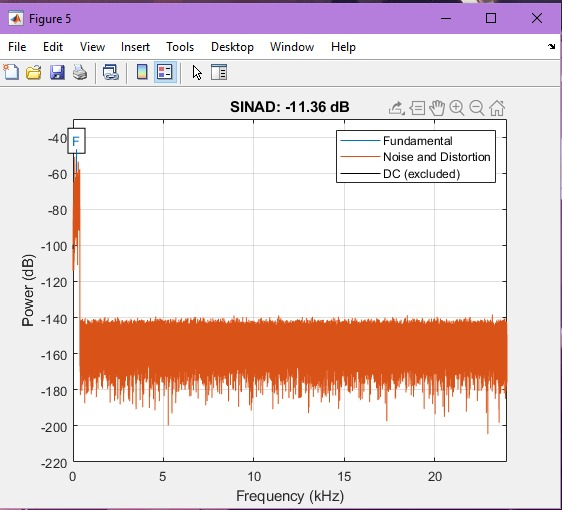 Figure 5
File Edit View Insert Tools Desktop Window Help
SINAD: -11.36 dB
F
Fundamental
Noise and Distortion
DC (excluded)
-40
-60
-80
-100
-120
-140
-160
-180
-200
-220
Power (dB)
0 5 10 15 20
Frequency (kHz)